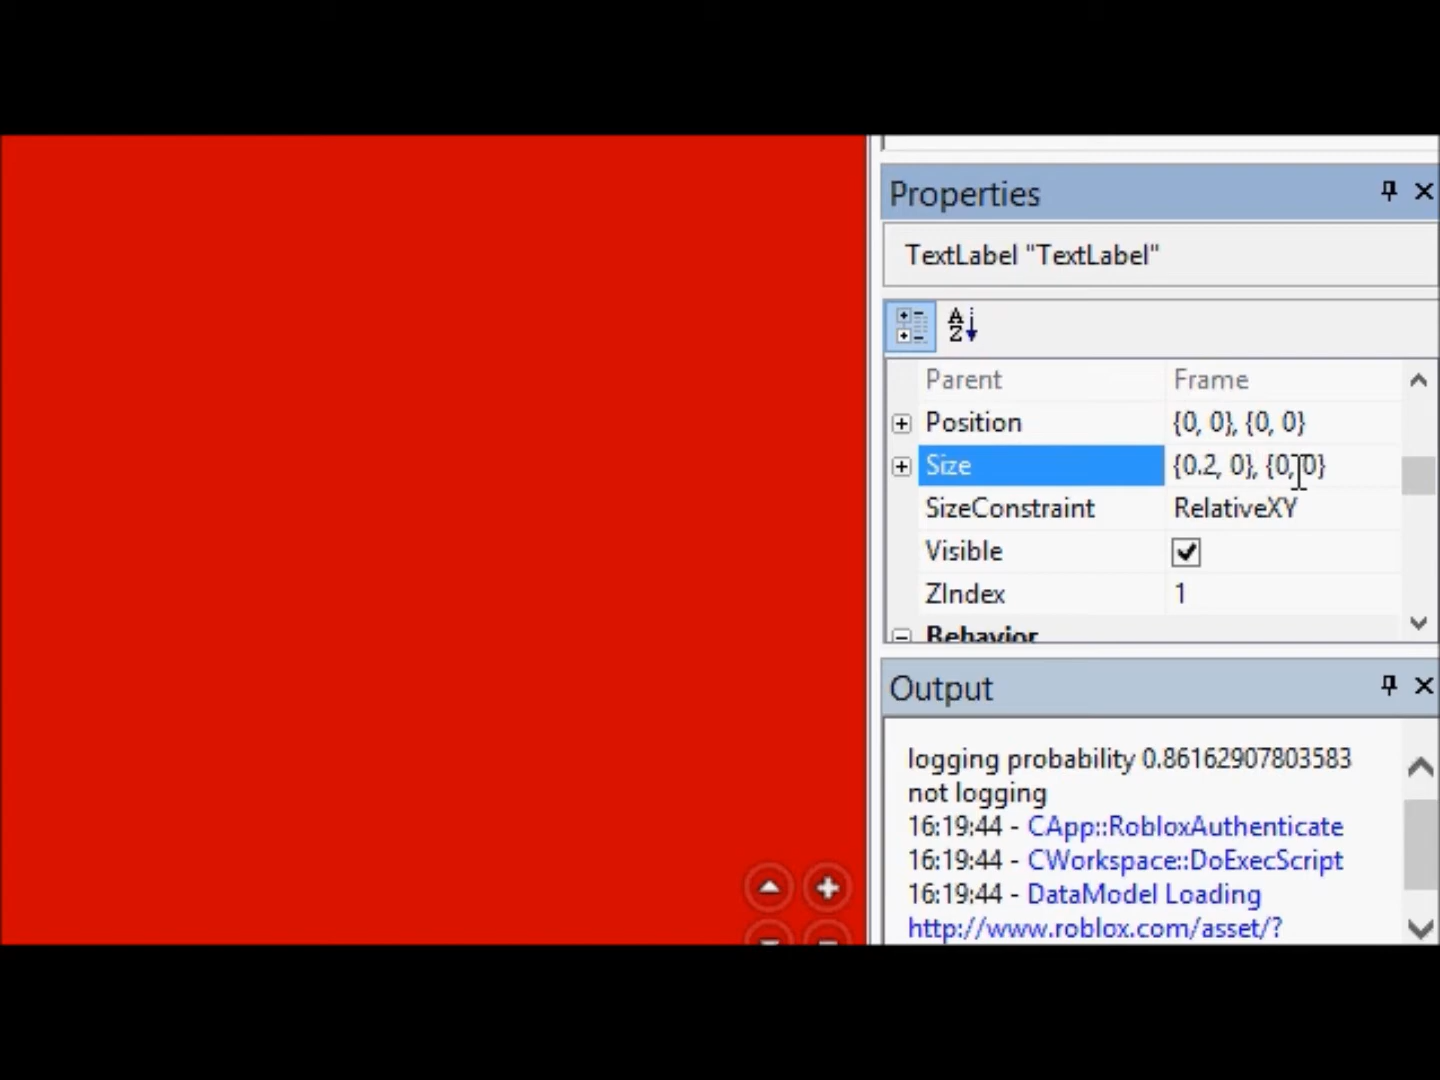 Properties
TextLabel "TextLabel"
Parent Frame
Position {0, 0}, {0, 0}
Size {0.2, 0}, {0, 0}
SizeConstraint RelativeXY
Visible
ZIndex 1
Behavior
Output
logging probability 0.86162907803583
not logging
16:19:44 - CApp::RobloxAuthenticate
16:19:44 - CWorkspace::DoExecScript
16:19:44 - DataModel Loading
http://www.roblox.com/asset/?